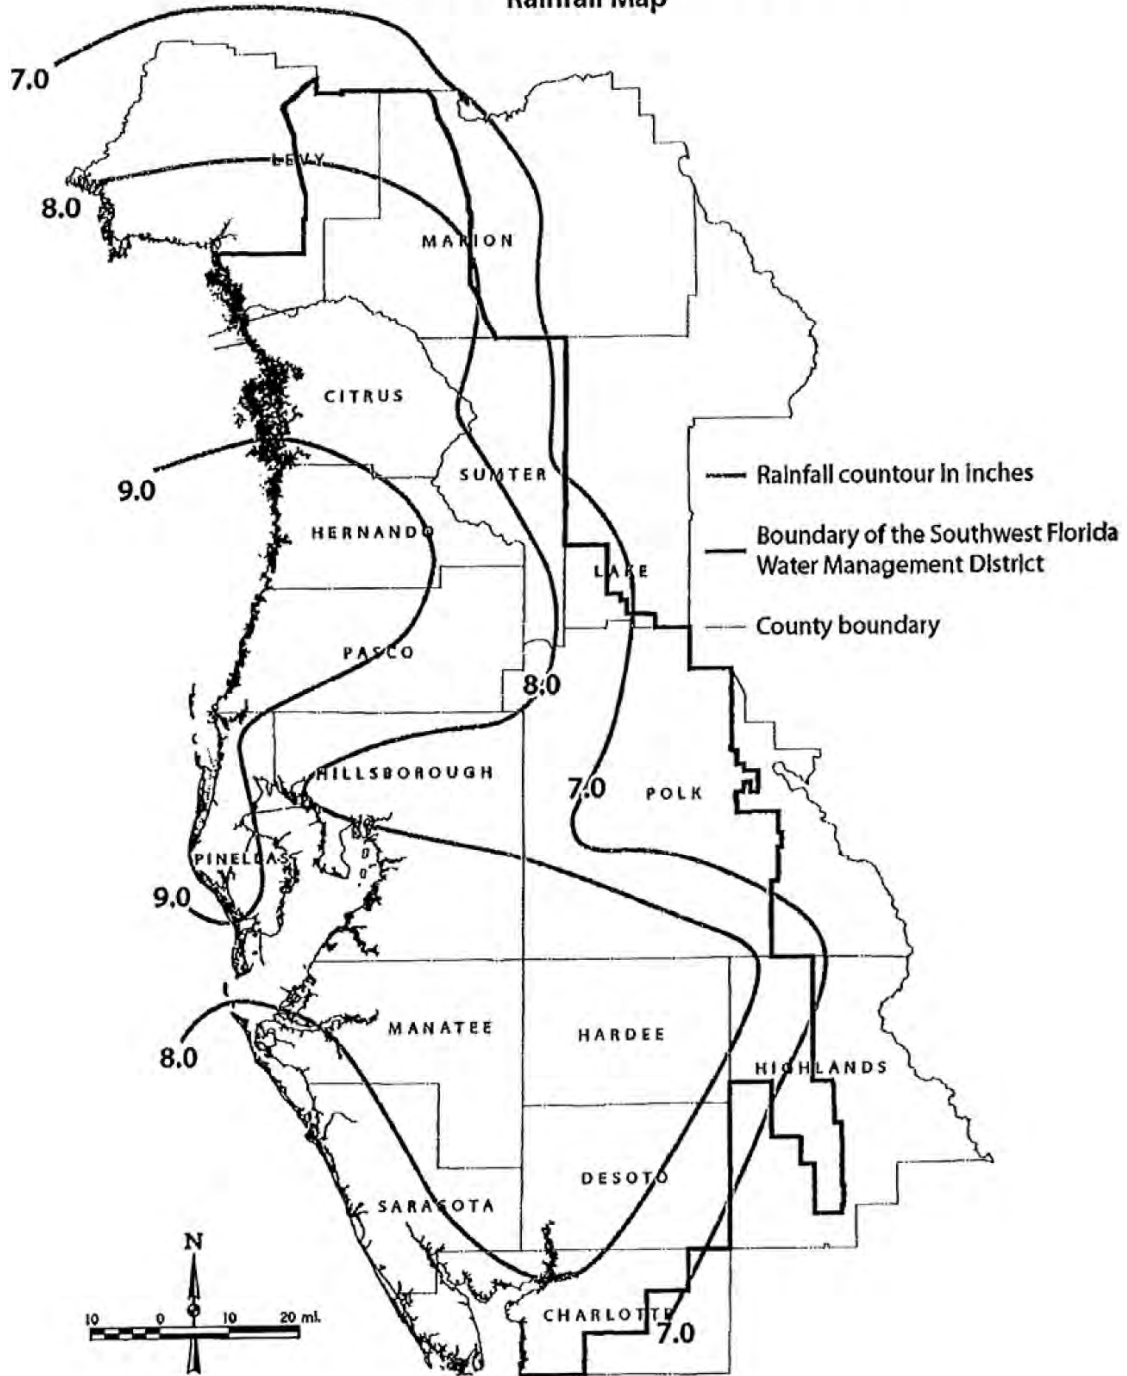 Rainfall Map
7.0
LEVY
8.0
MARION
CITRUS
9.0
SUMTER
Rainfall countour in inches
HERNANDO
Boundary of the Southwest Florida
Water Management District
LAKE
County boundary
PASCO
8.0
HILLSBOROUGH
7.0
POLK
PINELLAS
9.0
MANATEE
HARDEE
8.0
HIGHLANDS
DESOTO
SARASOTA
N
CHARLOTTE
10 0 10 20 mi.
7.0